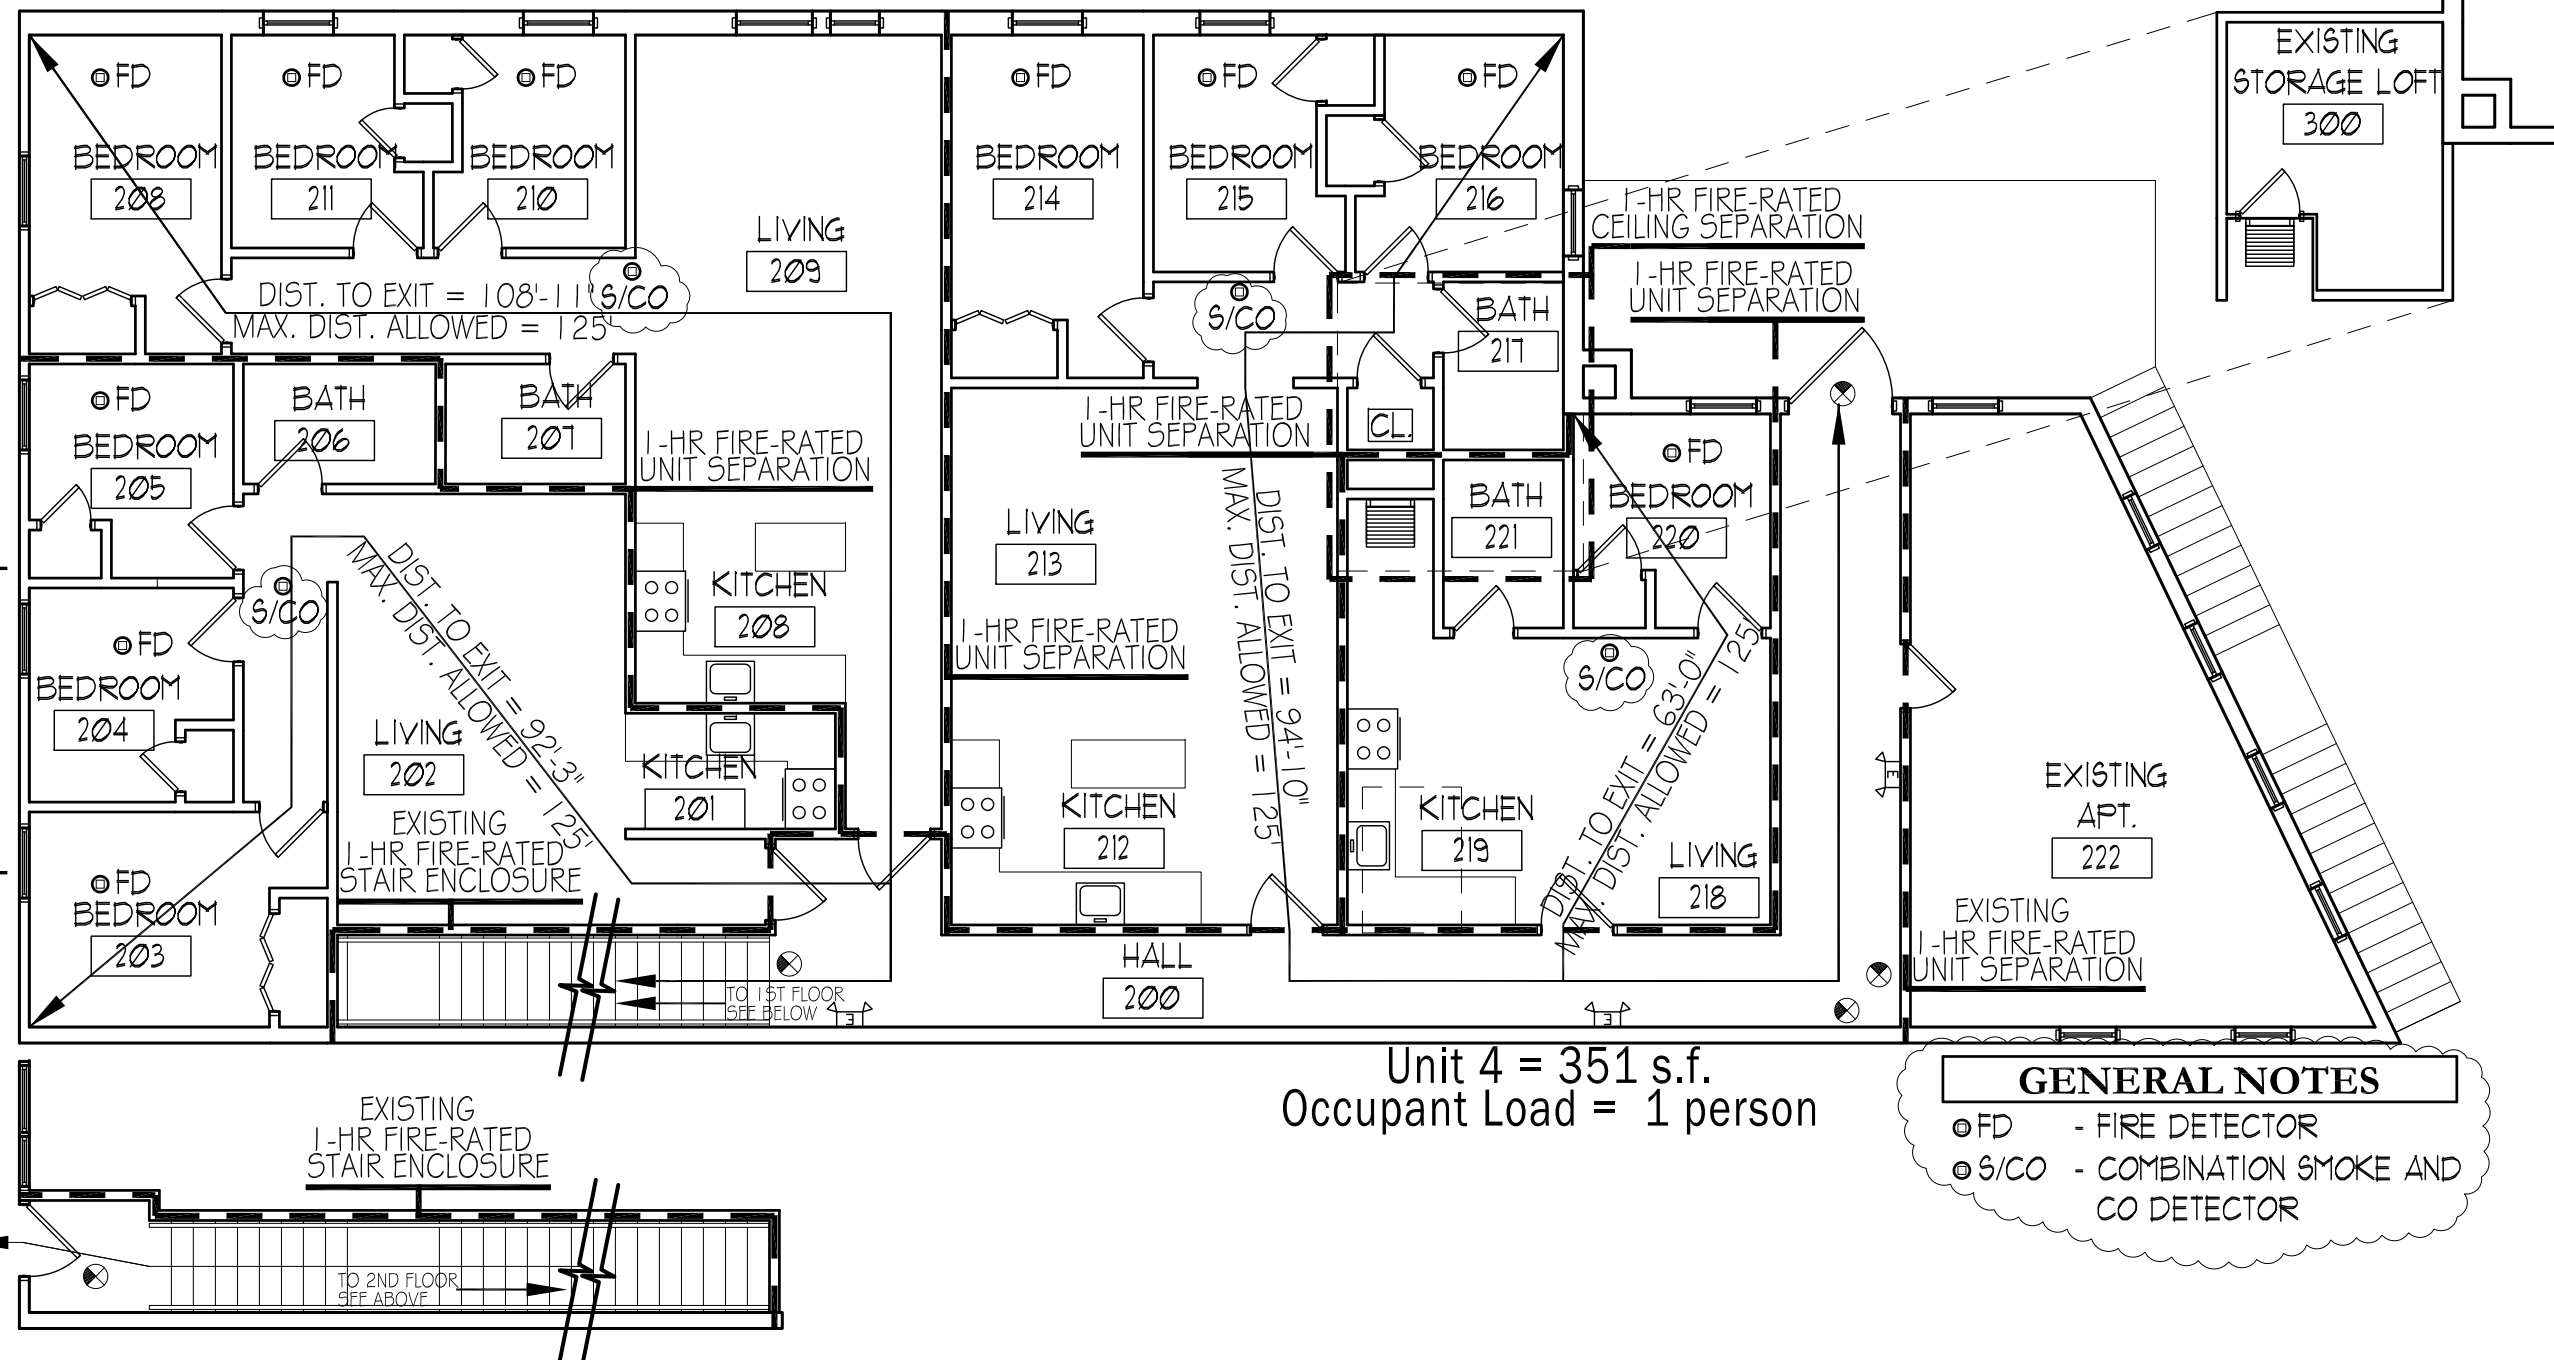 FD
BEDROOM
208
FD
BEDROOM
211
FD
BEDROOM
210
LIVING
209
FD
BEDROOM
214
FD
BEDROOM
215
FD
BEDROOM
216
EXISTING
STORAGE LOFT
300
1-HR FIRE-RATED
CEILING SEPARATION
1-HR FIRE-RATED
UNIT SEPARATION
DIST. TO EXIT = 108'-11"
MAX. DIST. ALLOWED = 125'
S/CO
S/CO
BATH
217
FD
BEDROOM
205
BATH
206
BATH
207
1-HR FIRE-RATED
UNIT SEPARATION
1-HR FIRE-RATED
UNIT SEPARATION
CL.
FD
BEDROOM
220
BATH
221
LIVING
213
DIST. TO EXIT = 92'-3"
MAX. DIST. ALLOWED = 125'
DIST. TO EXIT = 94'-10"
MAX. DIST. ALLOWED = 125'
S/CO
KITCHEN
208
FD
BEDROOM
204
1-HR FIRE-RATED
UNIT SEPARATION
S/CO
DIST. TO EXIT = 63'-0"
MAX. DIST. ALLOWED = 125'
LIVING
202
KITCHEN
201
KITCHEN
212
KITCHEN
219
LIVING
218
EXISTING
APT.
222
EXISTING
1-HR FIRE-RATED
STAIR ENCLOSURE
FD
BEDROOM
203
HALL
200
EXISTING
1-HR FIRE-RATED
UNIT SEPARATION
TO 1ST FLOOR
SEE BELOW
E
E
E
Unit 4 = 351 s.f.
Occupant Load = 1 person
GENERAL NOTES
FD - FIRE DETECTOR
S/CO - COMBINATION SMOKE AND
CO DETECTOR
EXISTING
1-HR FIRE-RATED
STAIR ENCLOSURE
TO 2ND FLOOR
SEE ABOVE